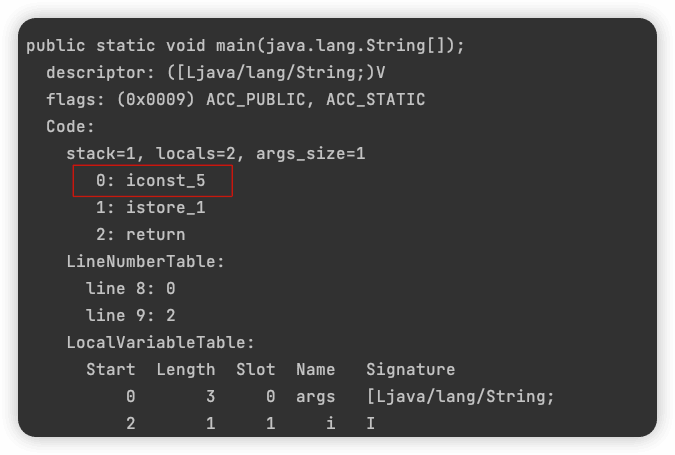 public static void main(java.lang.String[]);
descriptor: ([Ljava/lang/String;)V
flags: (0x0009) ACC_PUBLIC, ACC_STATIC
Code:
stack=1, locals=2, args_size=1
0: iconst_5
1: istore_1
2: return
LineNumberTable:
line 8: 0
line 9: 2
LocalVariableTable:
Start Length Slot Name Signature
0 3 0 args [Ljava/lang/String;
2 1 1 i I